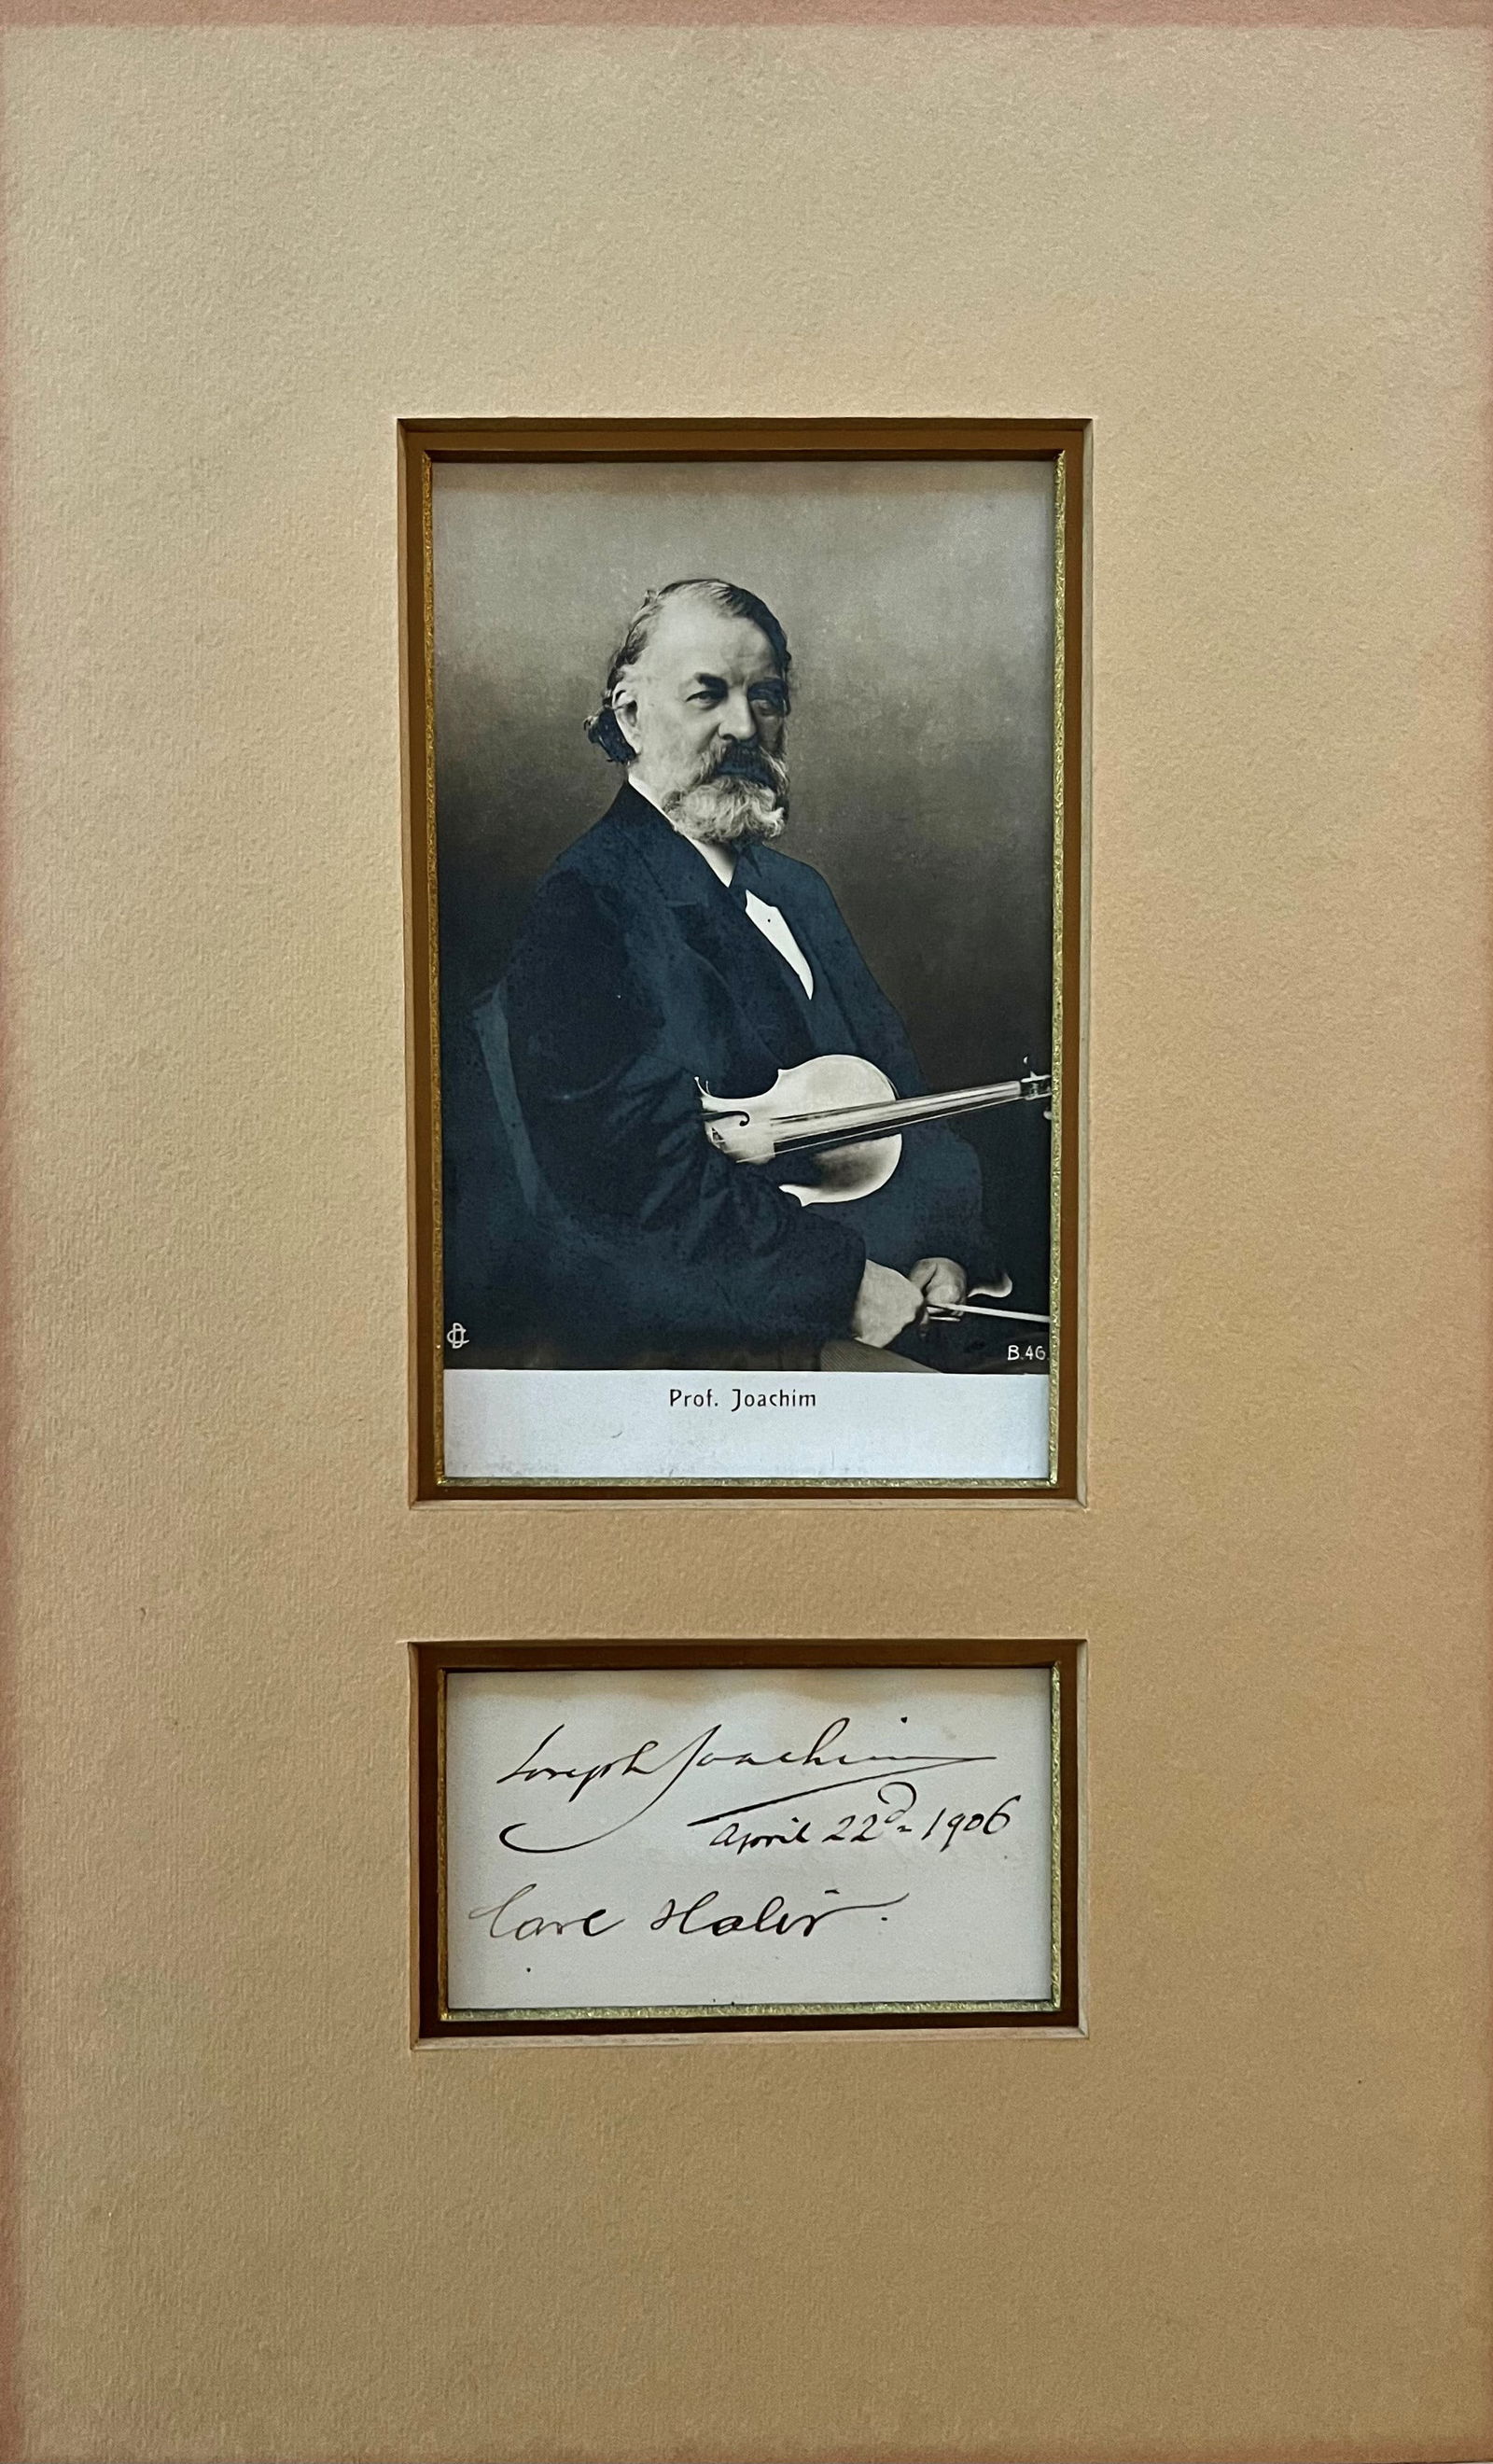 B.46.
Prof. Joachim
Joseph Joachim
April 22d = 1906
Carl Halir.